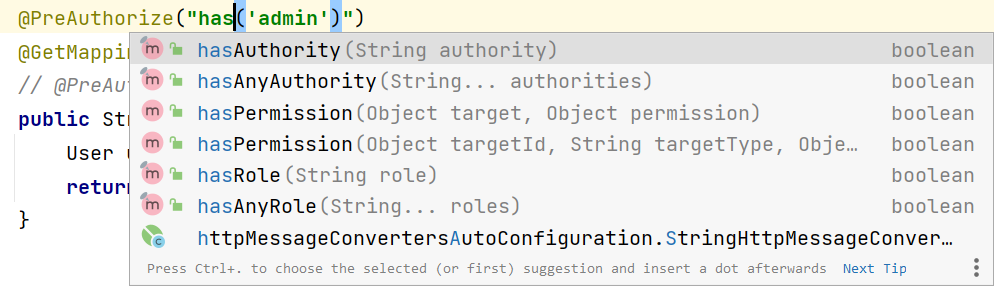 @PreAuthorize("has('admin')")
@GetMappin
m hasAuthority(String authority) boolean
m hasAnyAuthority(String... authorities) boolean
// @PreAu
m hasPermission(Object target, Object permission) boolean
public Str
m hasPermission(Object targetId, String targetType, Obje… boolean
User u
m hasRole(String role) boolean
return
m hasAnyRole(String... roles) boolean
}
c httpMessageConvertersAutoConfiguration.StringHttpMessageConver…
Press Ctrl+. to choose the selected (or first) suggestion and insert a dot afterwards Next Tip